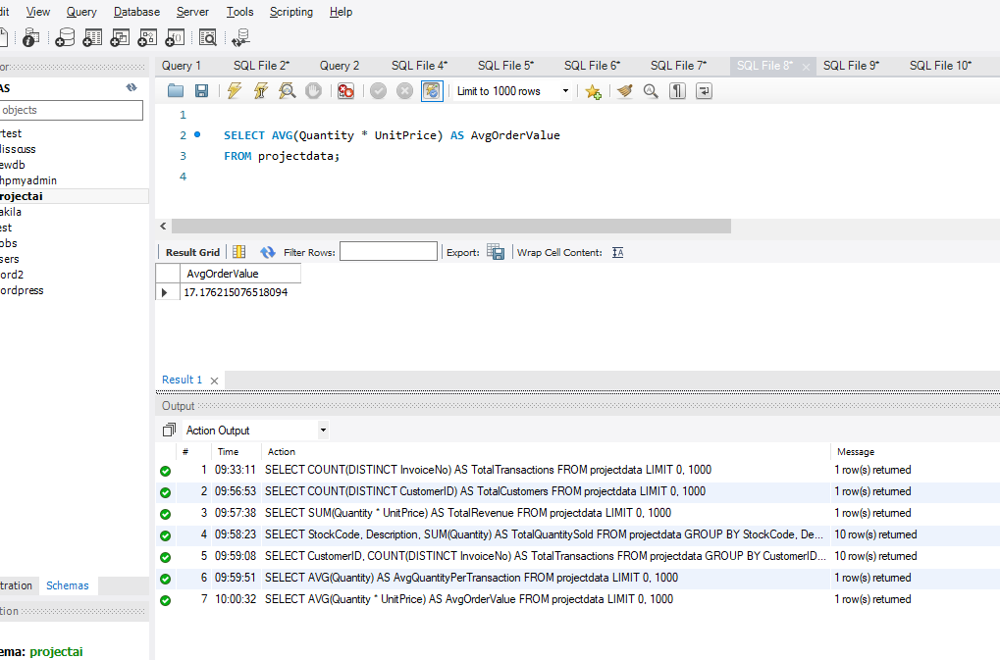 dit View Query Database Server Tools Scripting Help
or
AS
objects
rtest
lisscuss
ewdb
hpmyadmin
rojectai
akila
est
obs
sers
ord2
ordpress
tration Schemas
tion
ema: projectai
Query 1 SQL File 2* Query 2 SQL File 4* SQL File 5* SQL File 6* SQL File 7* SQL File 8* SQL File 9* SQL File 10*
Limit to 1000 rows
1
2 SELECT AVG(Quantity * UnitPrice) AS AvgOrderValue
3 FROM projectdata;
4
Result Grid Filter Rows: Export: Wrap Cell Content:
AvgOrderValue
17.176215076518094
Result 1
Output
Action Output
# Time Action Message
1 09:33:11 SELECT COUNT(DISTINCT InvoiceNo) AS TotalTransactions FROM projectdata LIMIT 0, 1000 1 row(s) returned
2 09:56:53 SELECT COUNT(DISTINCT CustomerID) AS TotalCustomers FROM projectdata LIMIT 0, 1000 1 row(s) returned
3 09:57:38 SELECT SUM(Quantity * UnitPrice) AS TotalRevenue FROM projectdata LIMIT 0, 1000 1 row(s) returned
4 09:58:23 SELECT StockCode, Description, SUM(Quantity) AS TotalQuantitySold FROM projectdata GROUP BY StockCode, De... 10 row(s) returned
5 09:59:08 SELECT CustomerID, COUNT(DISTINCT InvoiceNo) AS TotalTransactions FROM projectdata GROUP BY CustomerID... 10 row(s) returned
6 09:59:51 SELECT AVG(Quantity) AS AvgQuantityPerTransaction FROM projectdata LIMIT 0, 1000 1 row(s) returned
7 10:00:32 SELECT AVG(Quantity * UnitPrice) AS AvgOrderValue FROM projectdata LIMIT 0, 1000 1 row(s) returned